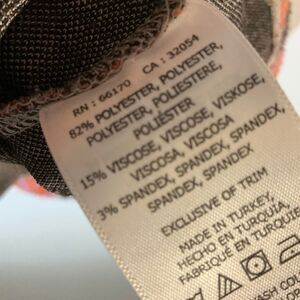 RN : 66170 CA : 32054
82% POLYESTER, POLYESTER,
POLYESTER, POLIESTERE,
POLIÉSTER
15% VISCOSE, VISCOSE, VISKOSE,
VISCOSA, VISCOSA
3% SPANDEX, SPANDEX, SPANDEX,
SPANDEX, SPANDEX
EXCLUSIVE OF TRIM
MADE IN TURKEY,
HECHO EN TURQUIA,
FABRIQUÉ EN TURQUIE